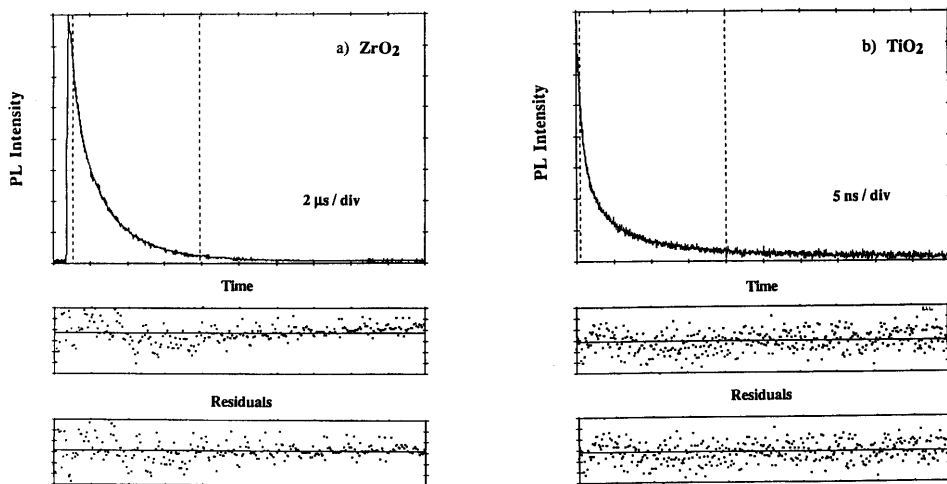 a) ZrO2
PL Intensity
2 μs / div
Time
Residuals
b) TiO2
PL Intensity
5 ns / div
Time
Residuals